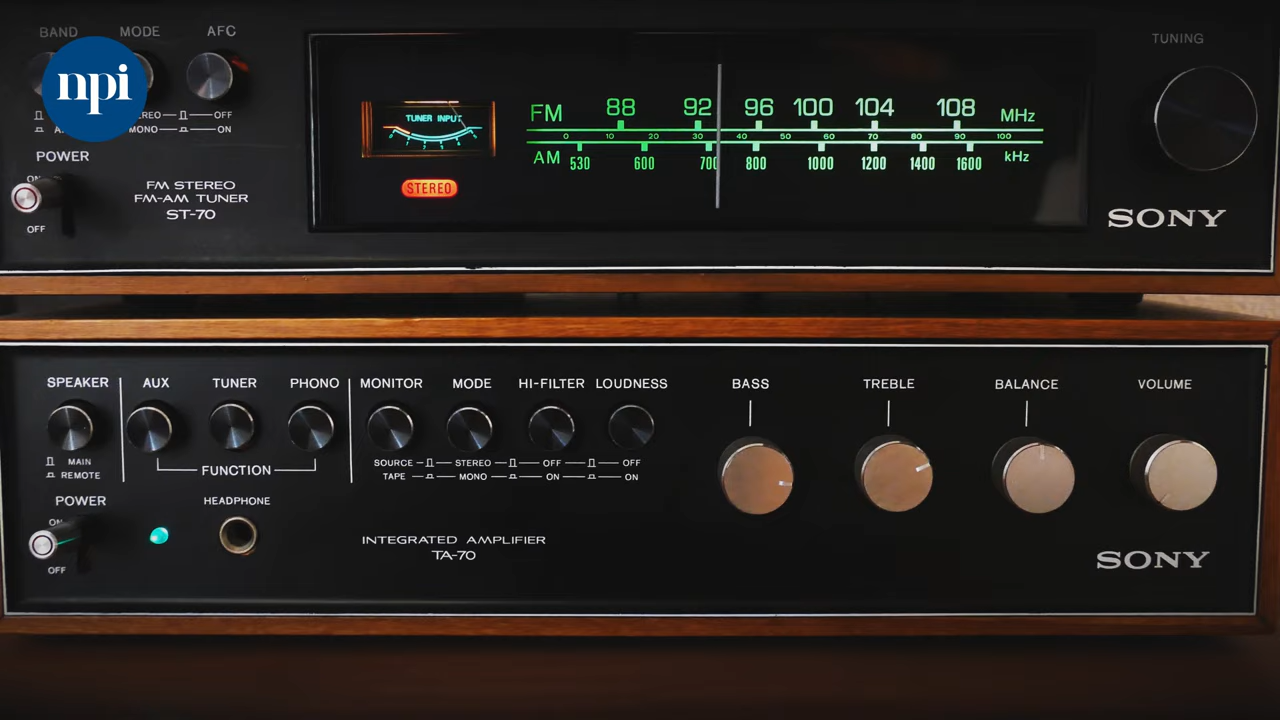 BAND MODE AFC
npi
OFF
MONO ON
POWER
ON
OFF
FM STEREO
FM-AM TUNER
ST-70
TUNER INPUT
STEREO
FM 88 92 96 100 104 108 MHz
0 10 20 30 40 50 60 70 80 90 100
AM 530 600 700 800 1000 1200 1400 1600 kHz
TUNING
SONY
SPEAKER AUX TUNER PHONO MONITOR MODE HI-FILTER LOUDNESS BASS TREBLE BALANCE VOLUME
MAIN
REMOTE
FUNCTION
SOURCE STEREO OFF OFF
TAPE MONO ON ON
POWER
ON
OFF
HEADPHONE
INTEGRATED AMPLIFIER
TA-70
SONY